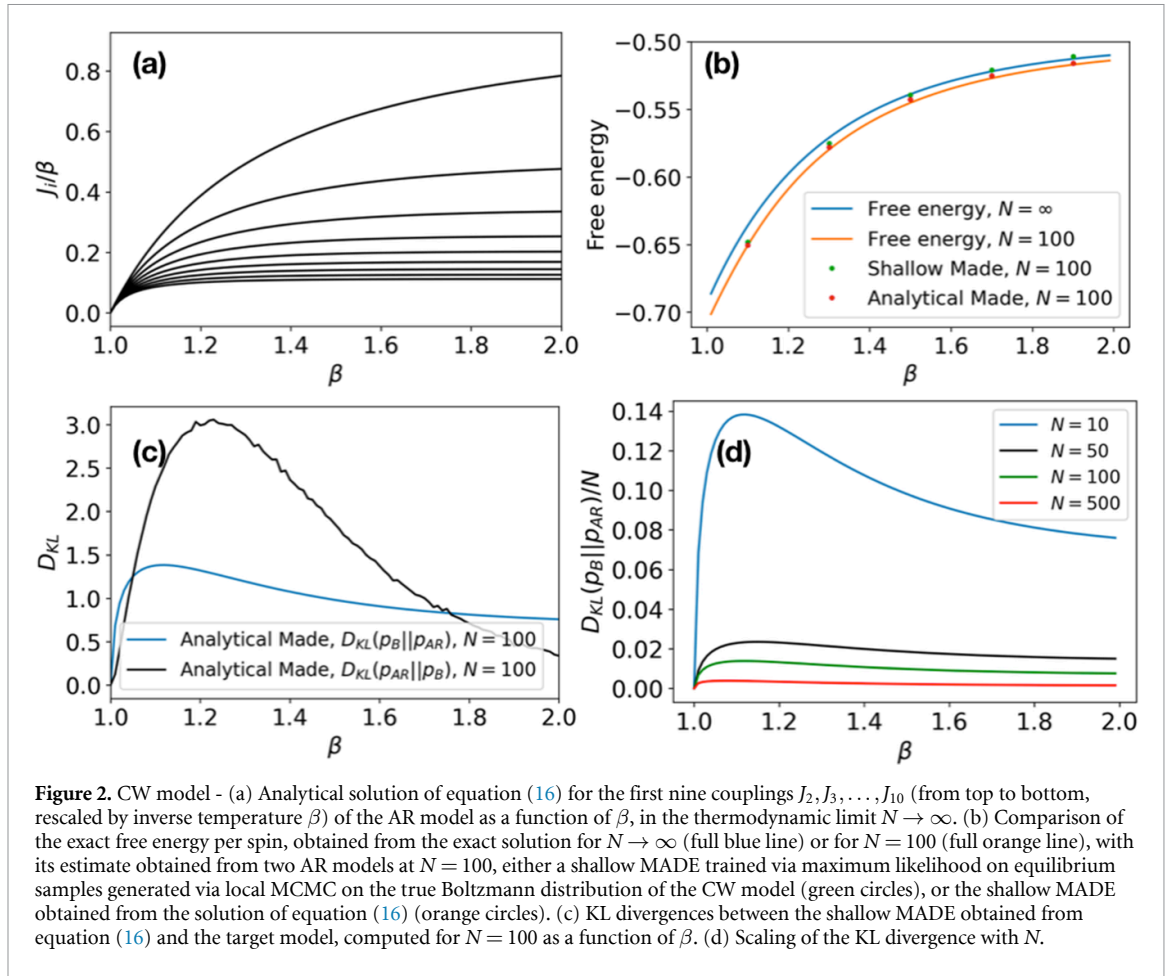 (a)
0.8
0.6
0.4
0.2
0.0
J_i/β
1.0 1.2 1.4 1.6 1.8 2.0
β
(b)
−0.50
−0.55
−0.60
−0.65
−0.70
Free energy
Free energy, N = ∞
Free energy, N = 100
Shallow Made, N = 100
Analytical Made, N = 100
1.0 1.2 1.4 1.6 1.8 2.0
β
(c)
3.0
2.5
2.0
1.5
1.0
0.5
0.0
D_KL
Analytical Made, D_KL(p_B||p_AR), N = 100
Analytical Made, D_KL(p_AR||p_B), N = 100
1.0 1.2 1.4 1.6 1.8 2.0
β
(d)
0.14
0.12
0.10
0.08
0.06
0.04
0.02
0.00
D_KL(p_B||p_AR)/N
N = 10
N = 50
N = 100
N = 500
1.0 1.2 1.4 1.6 1.8 2.0
β
Figure 2. CW model - (a) Analytical solution of equation (16) for the first nine couplings J_2, J_3, . . . , J_10 (from top to bottom,
rescaled by inverse temperature β) of the AR model as a function of β, in the thermodynamic limit N → ∞. (b) Comparison of
the exact free energy per spin, obtained from the exact solution for N → ∞ (full blue line) or for N = 100 (full orange line), with
its estimate obtained from two AR models at N = 100, either a shallow MADE trained via maximum likelihood on equilibrium
samples generated via local MCMC on the true Boltzmann distribution of the CW model (green circles), or the shallow MADE
obtained from the solution of equation (16) (orange circles). (c) KL divergences between the shallow MADE obtained from
equation (16) and the target model, computed for N = 100 as a function of β. (d) Scaling of the KL divergence with N.